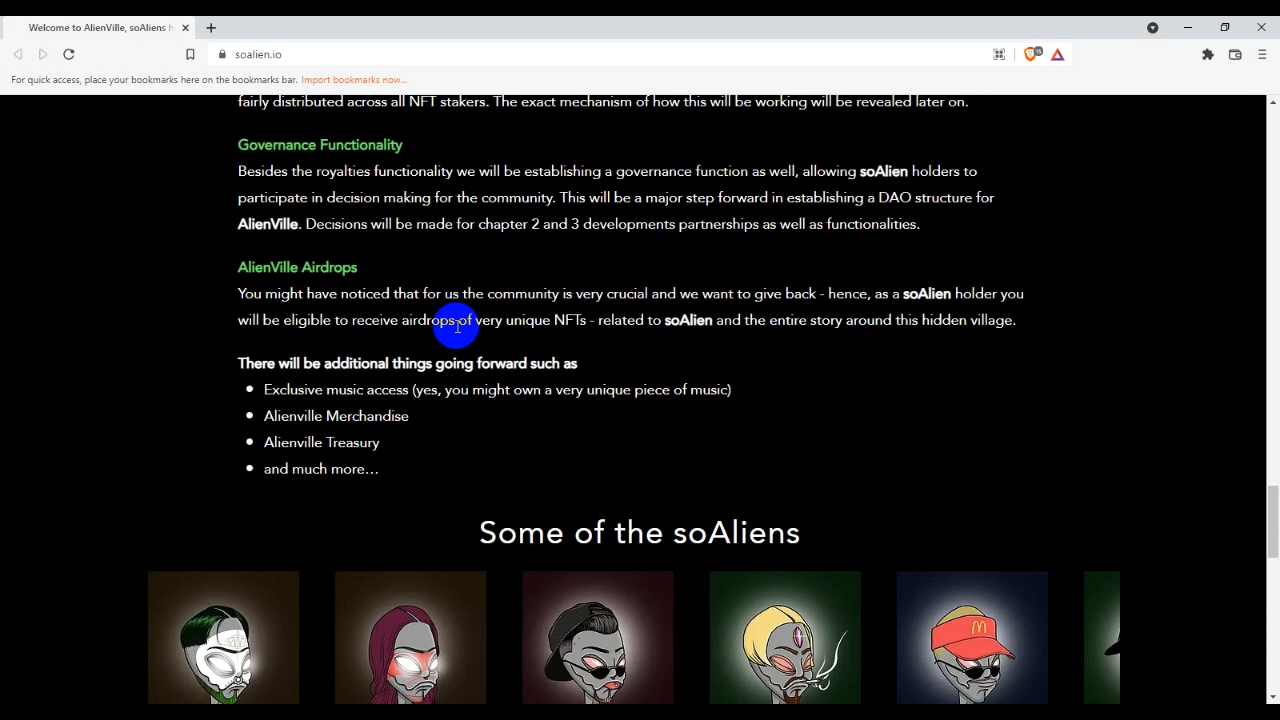 Welcome to AlienVille, soAliens h
soalien.io
15
For quick access, place your bookmarks here on the bookmarks bar. Import bookmarks now...
fairly distributed across all NFT stakers. The exact mechanism of how this will be working will be revealed later on.
Governance Functionality
Besides the royalties functionality we will be establishing a governance function as well, allowing soAlien holders to
participate in decision making for the community. This will be a major step forward in establishing a DAO structure for
AlienVille. Decisions will be made for chapter 2 and 3 developments partnerships as well as functionalities.
AlienVille Airdrops
You might have noticed that for us the community is very crucial and we want to give back - hence, as a soAlien holder you
will be eligible to receive airdrops of very unique NFTs - related to soAlien and the entire story around this hidden village.
There will be additional things going forward such as
• Exclusive music access (yes, you might own a very unique piece of music)
• Alienville Merchandise
• Alienville Treasury
• and much more…
Some of the soAliens